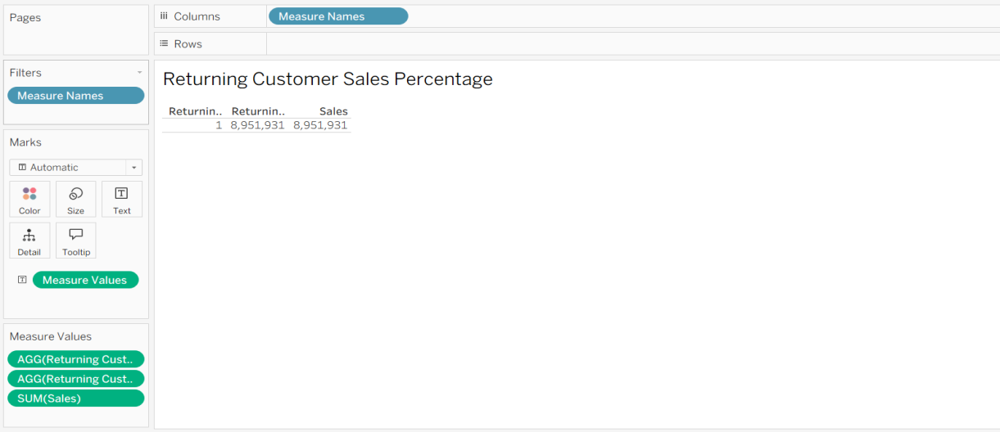 Pages
Columns
Measure Names
Rows
Filters
Measure Names
Marks
Automatic
Color
Size
Text
Detail
Tooltip
Measure Values
Measure Values
AGG(Returning Cust..
AGG(Returning Cust..
SUM(Sales)
Returning Customer Sales Percentage
Returnin.. Returnin.. Sales
1 8,951,931 8,951,931